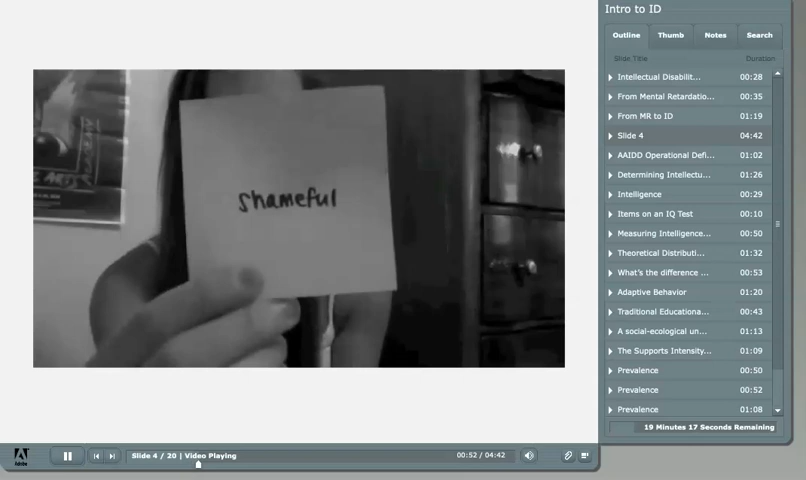 Intro to ID
Outline Thumb Notes Search
Slide Title Duration
Intellectual Disabilit... 00:28
From Mental Retardatio... 00:35
From MR to ID 01:19
Slide 4 04:42
AAIDD Operational Defi... 01:02
Determining Intellectu... 01:26
Intelligence 00:29
Items on an IQ Test 00:10
Measuring Intelligence... 00:50
Theoretical Distributi... 01:32
What's the difference ... 00:53
Adaptive Behavior 01:20
Traditional Educationa... 00:43
A social-ecological un... 01:13
The Supports Intensity... 01:09
Prevalence 00:50
Prevalence 00:52
Prevalence 01:08
19 Minutes 17 Seconds Remaining
shameful
Adobe
Slide 4 / 20 | Video Playing 00:52 / 04:42